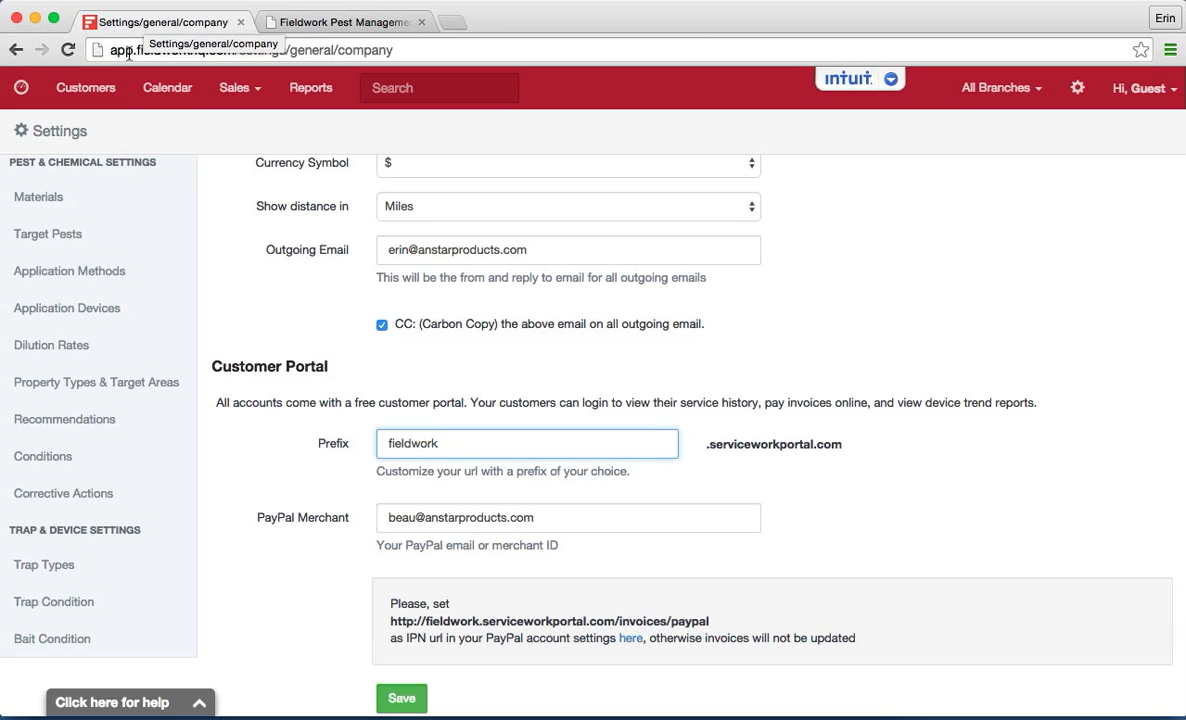 Settings/general/company
Fieldwork Pest Manageme
Erin
Settings/general/company
app.fieldworkhq.com/settings/general/company
Customers
Calendar
Sales
Reports
Search
intuit
All Branches
Hi, Guest
Settings
PEST & CHEMICAL SETTINGS
Materials
Target Pests
Application Methods
Application Devices
Dilution Rates
Property Types & Target Areas
Recommendations
Conditions
Corrective Actions
TRAP & DEVICE SETTINGS
Trap Types
Trap Condition
Bait Condition
Currency Symbol $
Show distance in Miles
Outgoing Email erin@anstarproducts.com
This will be the from and reply to email for all outgoing emails
CC: (Carbon Copy) the above email on all outgoing email.
Customer Portal
All accounts come with a free customer portal. Your customers can login to view their service history, pay invoices online, and view device trend reports.
Prefix fieldwork .serviceworkportal.com
Customize your url with a prefix of your choice.
PayPal Merchant beau@anstarproducts.com
Your PayPal email or merchant ID
Please, set
http://fieldwork.serviceworkportal.com/invoices/paypal
as IPN url in your PayPal account settings here, otherwise invoices will not be updated
Save
Click here for help